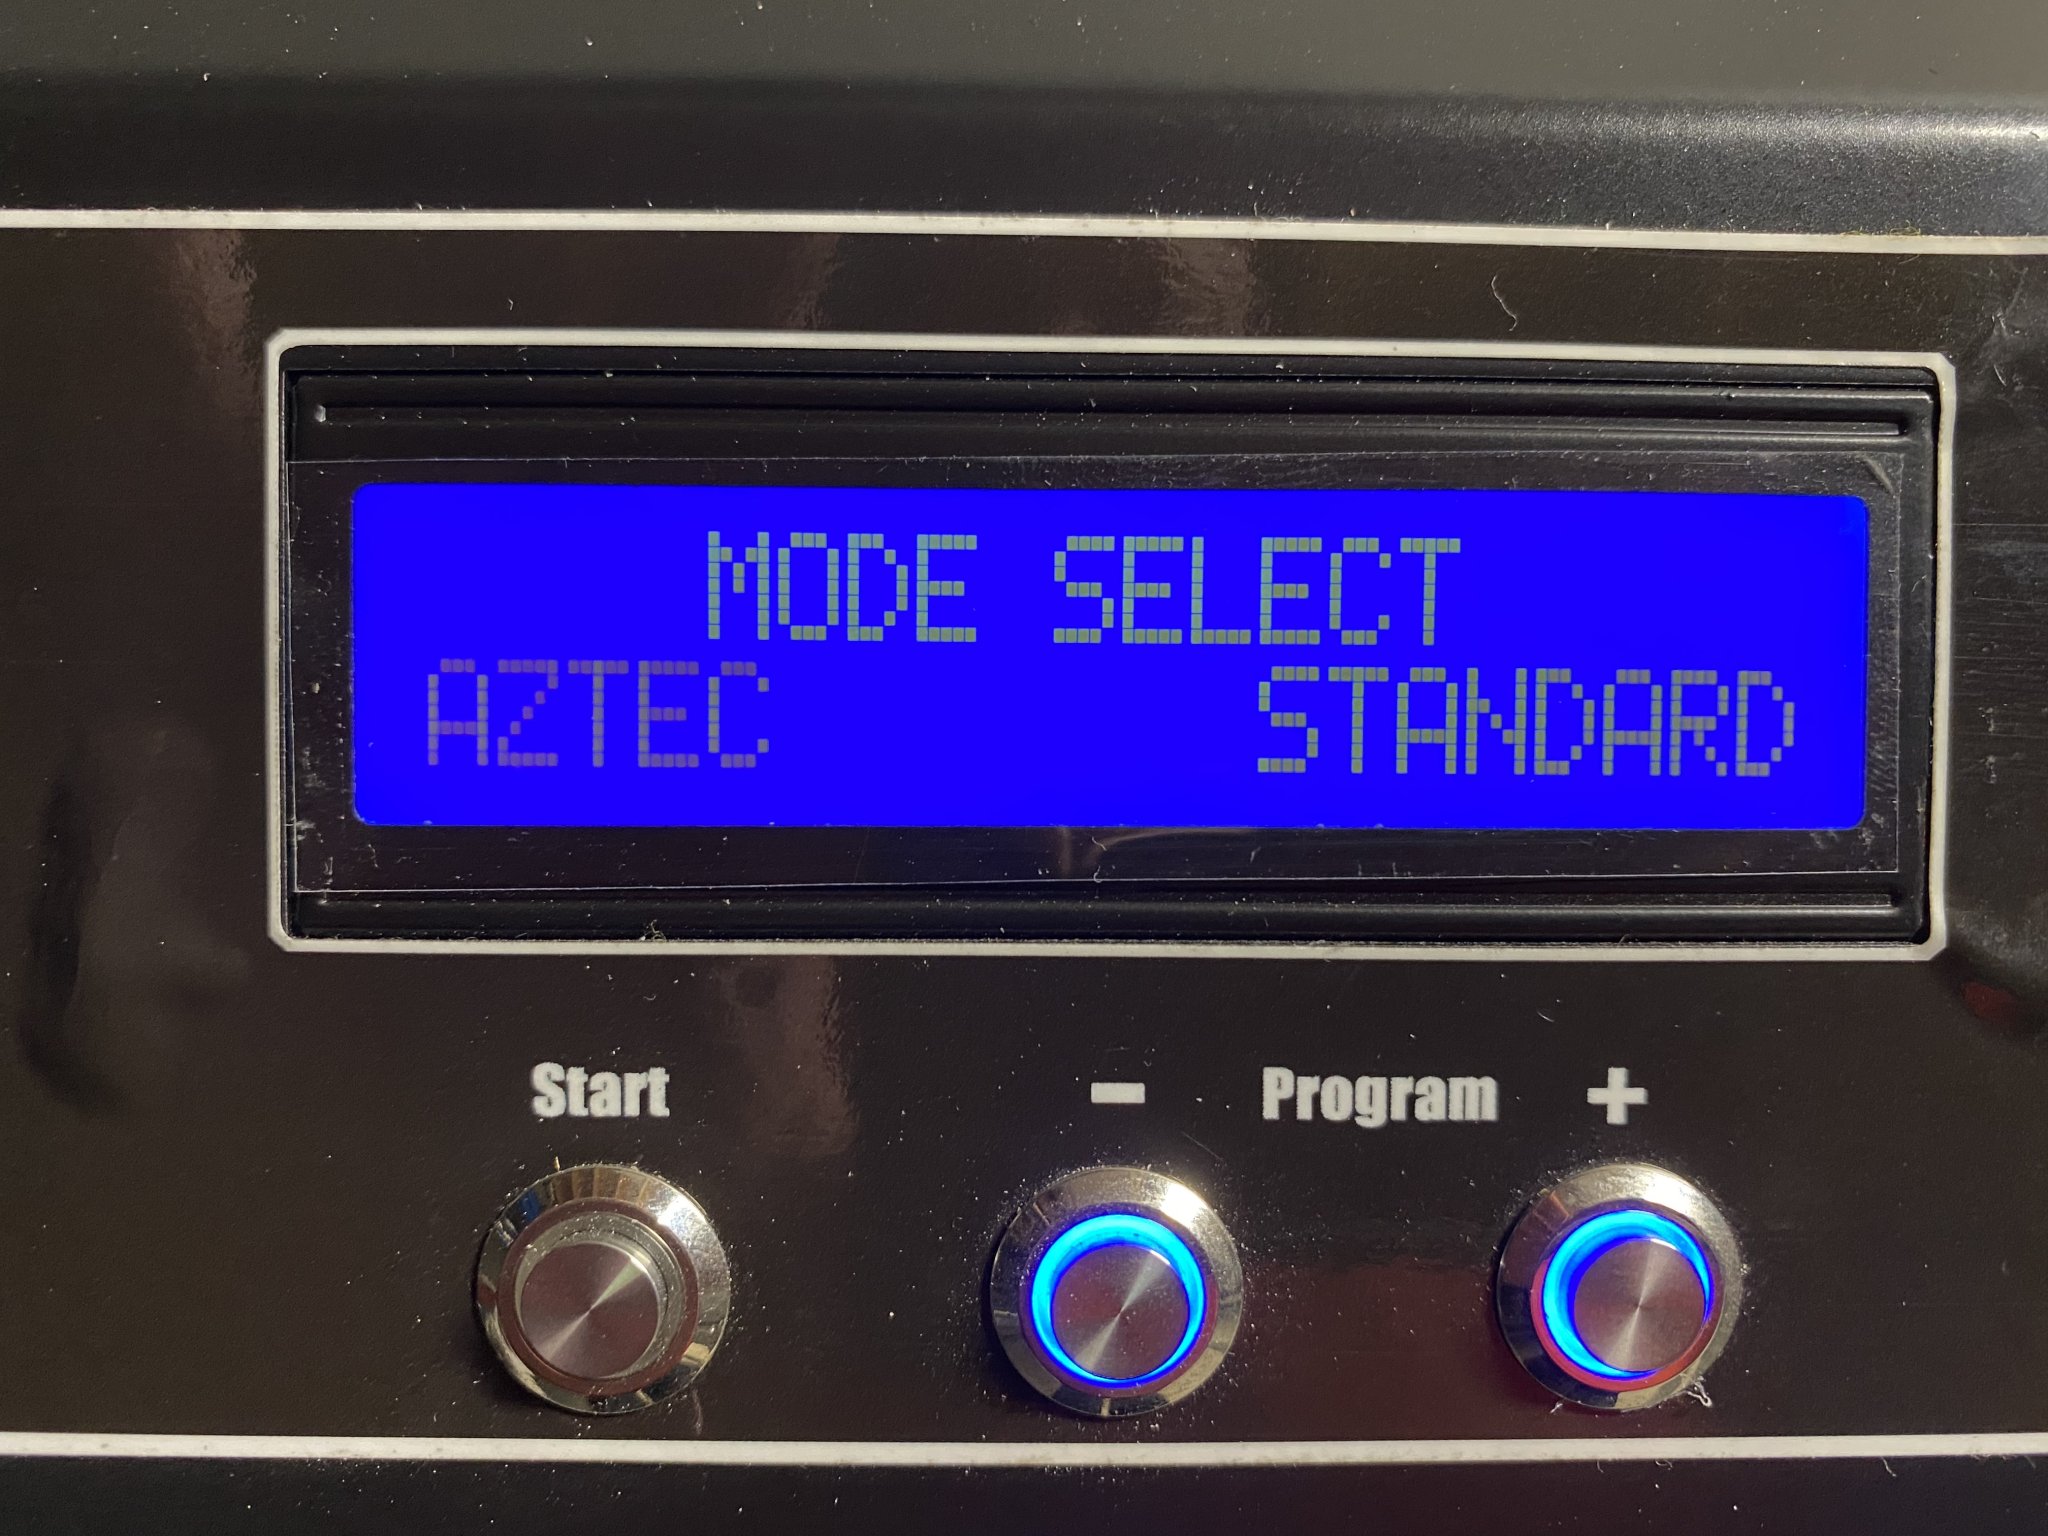 MODE SELECT
AZTEC STANDARD
Start - Program +